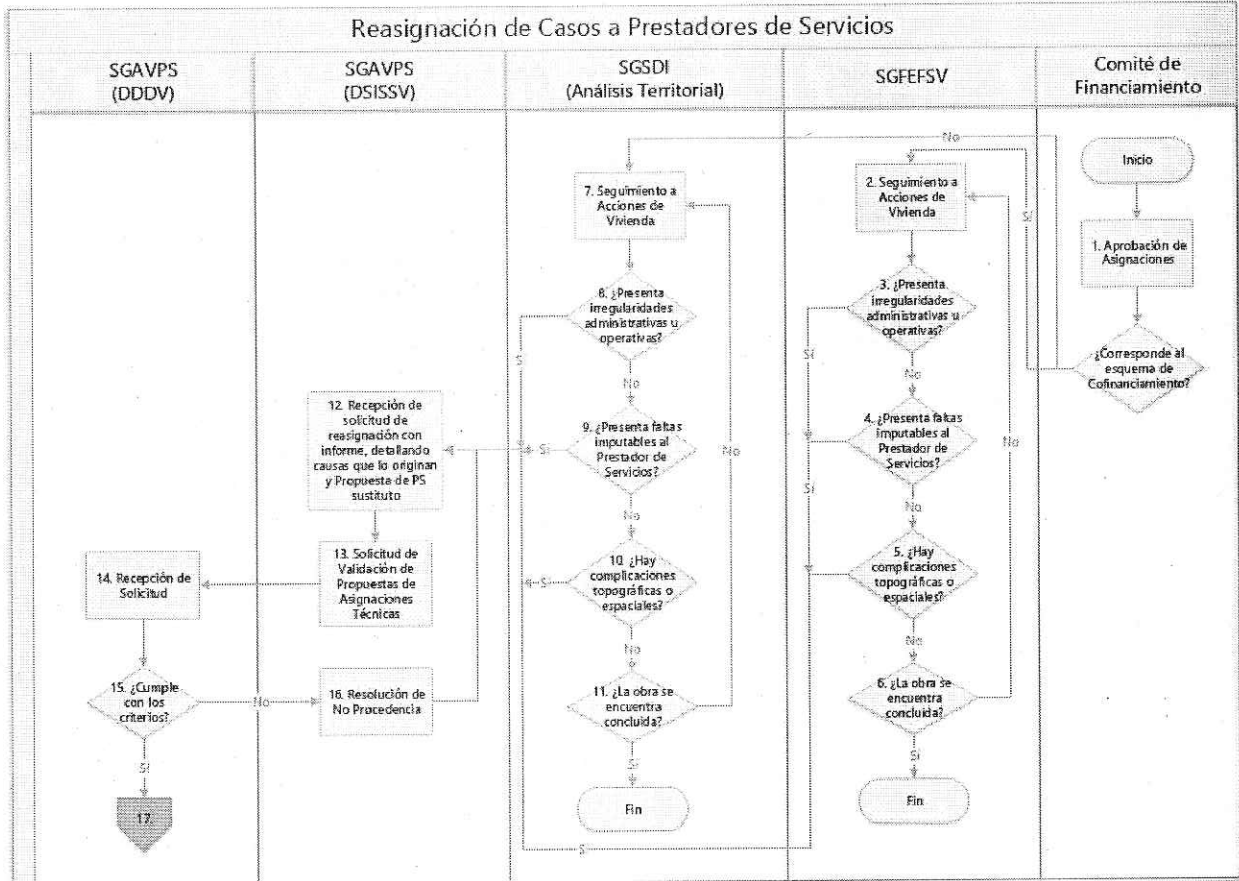 Reasignación de Casos a Prestadores de Servicios
SGAVPS
(DDDV)
SGAVPS
(DSISSV)
SGSDI
(Análisis Territorial)
SGFEFSV
Comité de
Financiamiento
Inicio
1. Aprobación de
Asignaciones
¿Corresponde al
esquema de
Cofinanciamiento?
No
Sí
2. Seguimiento a
Acciones de
Vivienda
3. ¿Presenta
irregularidades
administrativas u
operativas?
Sí
No
4. ¿Presenta faltas
imputables al
Prestador de
Servicios?
Sí
No
5. ¿Hay
complicaciones
topográficas o
espaciales?
No
6. ¿La obra se
encuentra
concluida?
No
Sí
Fin
Sí
7. Seguimiento a
Acciones de
Vivienda
8. ¿Presenta
irregularidades
administrativas u
operativas?
S
No
9. ¿Presenta faltas
imputables al
Prestador de
Servicios?
Sí
No
10. ¿Hay
complicaciones
topográficas o
espaciales?
Sí
No
11. ¿La obra se
encuentra
concluida?
No
Sí
Fin
12. Recepción de
solicitud de
reasignación con
informe, detallando
causas que lo originan
y Propuesta de PS
sustituto
13. Solicitud de
Validación de
Propuestas de
Asignaciones
Técnicas
14. Recepción de
Solicitud
15. ¿Cumple
con los
criterios?
No
16. Resolución de
No Procedencia
Sí
17.